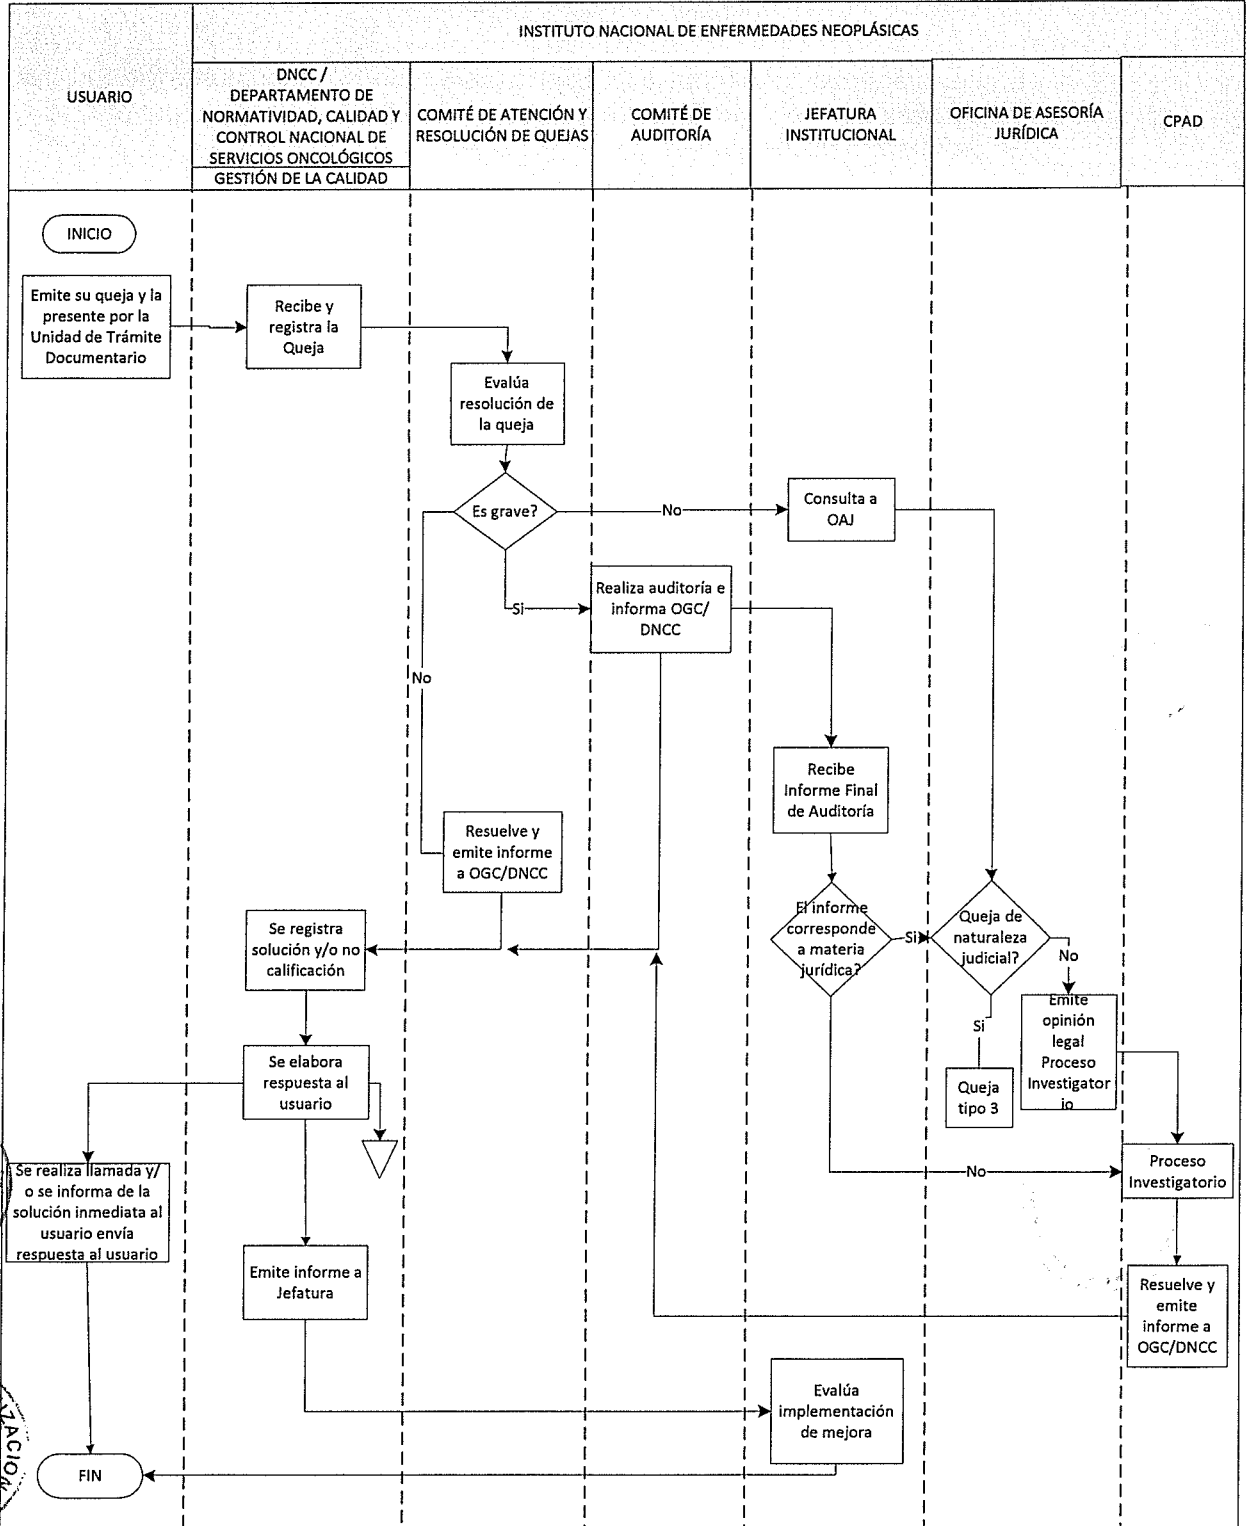 INSTITUTO NACIONAL DE ENFERMEDADES NEOPLÁSICAS
USUARIO
DNCC /
DEPARTAMENTO DE
NORMATIVIDAD, CALIDAD Y
CONTROL NACIONAL DE
SERVICIOS ONCOLÓGICOS
GESTIÓN DE LA CALIDAD
COMITÉ DE ATENCIÓN Y
RESOLUCIÓN DE QUEJAS
COMITÉ DE
AUDITORÍA
JEFATURA
INSTITUCIONAL
OFICINA DE ASESORÍA
JURÍDICA
CPAD
INICIO
Emite su queja y la
presente por la
Unidad de Trámite
Documentario
Recibe y
registra la
Queja
Evalúa
resolución de
la queja
Es grave?
No
Consulta a
OAJ
Si
Realiza auditoría e
informa OGC/
DNCC
No
Recibe
Informe Final
de Auditoría
Resuelve y
emite informe
a OGC/DNCC
El informe
corresponde
a materia
jurídica?
Si
Queja de
naturaleza
judicial?
No
Se registra
solución y/o no
calificación
Si
Emite
opinión
legal
Proceso
Investigator
io
Queja
tipo 3
Se elabora
respuesta al
usuario
No
Proceso
Investigatorio
Se realiza llamada y/
o se informa de la
solución inmediata al
usuario envía
respuesta al usuario
Emite informe a
Jefatura
Resuelve y
emite
informe a
OGC/DNCC
Evalúa
implementación
de mejora
FIN